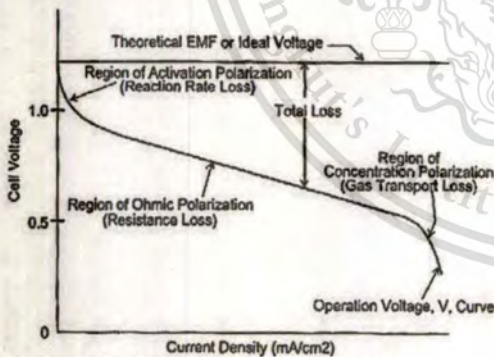 Theoretical EMF or Ideal Voltage
Region of Activation Polarization
(Reaction Rate Loss)
1.0
Total Loss
Cell Voltage
Region of
Concentration Polarization
(Gas Transport Loss)
0.5
Region of Ohmic Polarization
(Resistance Loss)
Operation Voltage, V, Curve
0
Current Density (mA/cm2)